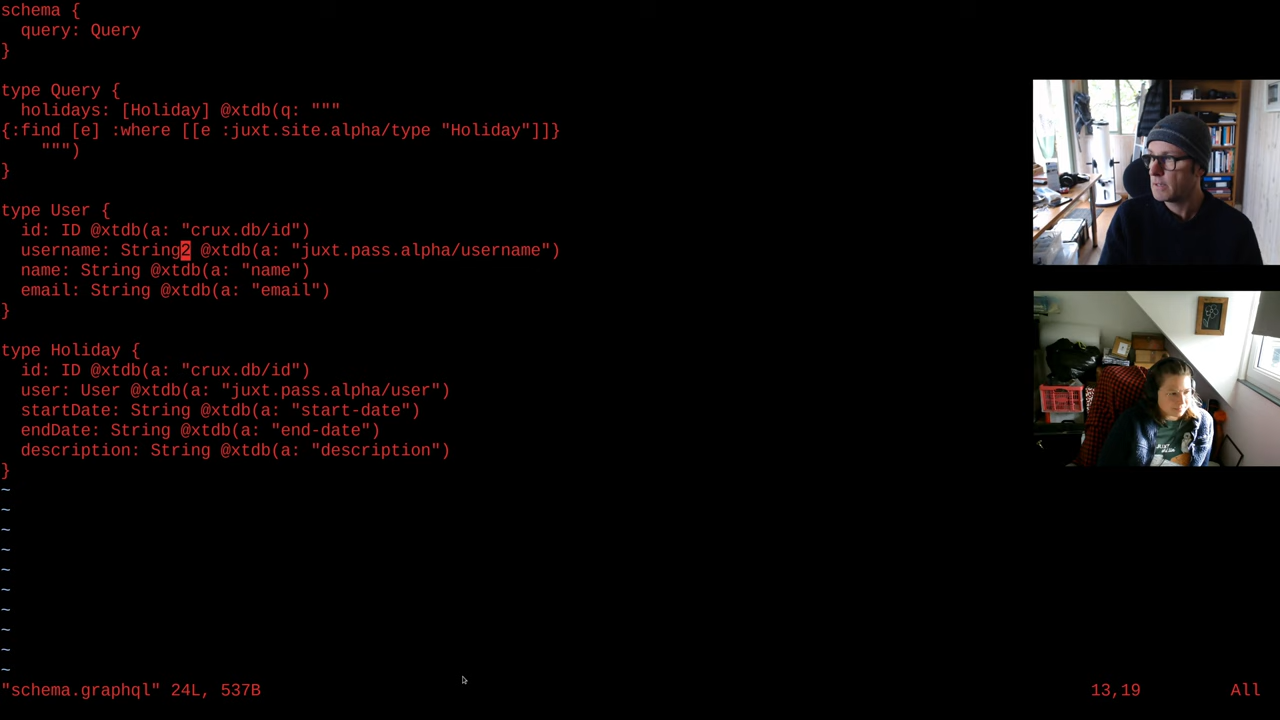 schema {
  query: Query
}
type Query {
  holidays: [Holiday] @xtdb(q: """
{:find [e] :where [[e :juxt.site.alpha/type "Holiday"]]}
    """)
}
type User {
  id: ID @xtdb(a: "crux.db/id")
  username: String2 @xtdb(a: "juxt.pass.alpha/username")
  name: String @xtdb(a: "name")
  email: String @xtdb(a: "email")
}
type Holiday {
  id: ID @xtdb(a: "crux.db/id")
  user: User @xtdb(a: "juxt.pass.alpha/user")
  startDate: String @xtdb(a: "start-date")
  endDate: String @xtdb(a: "end-date")
  description: String @xtdb(a: "description")
}
~
~
~
~
~
~
~
~
~
~
"schema.graphql" 24L, 537B 13,19 All